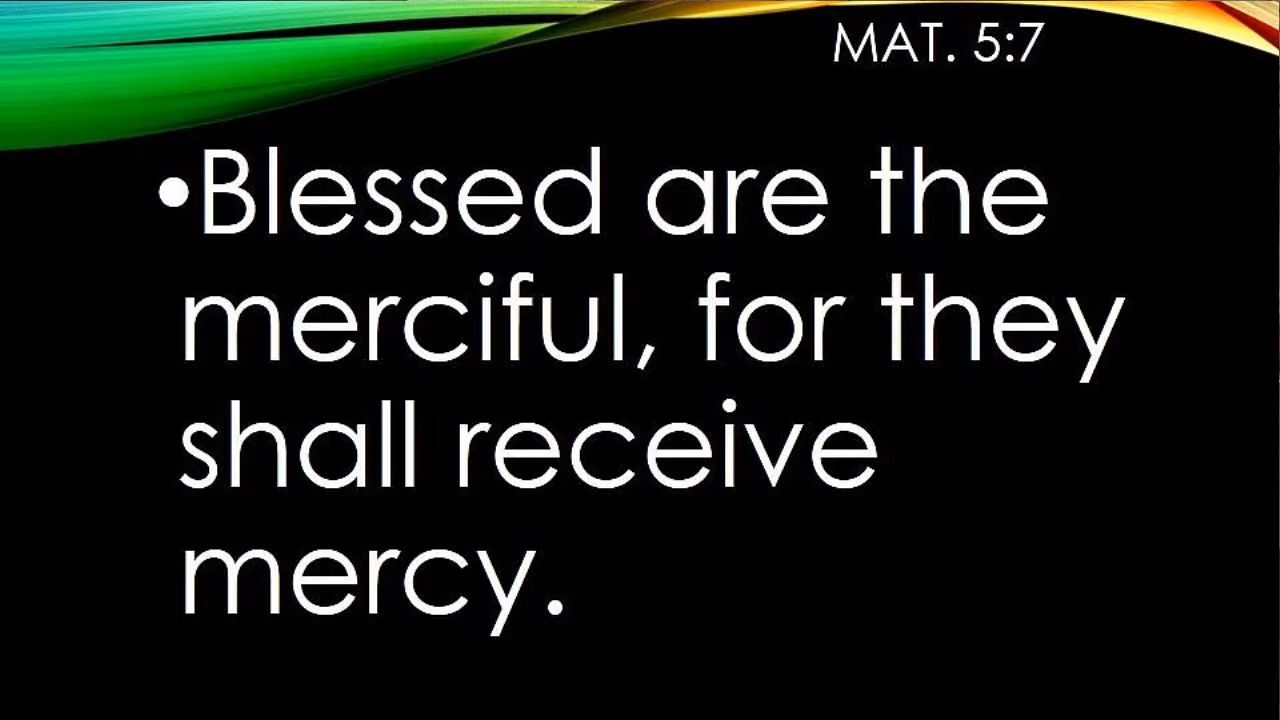 MAT. 5:7
•Blessed are the
merciful, for they
shall receive
mercy.